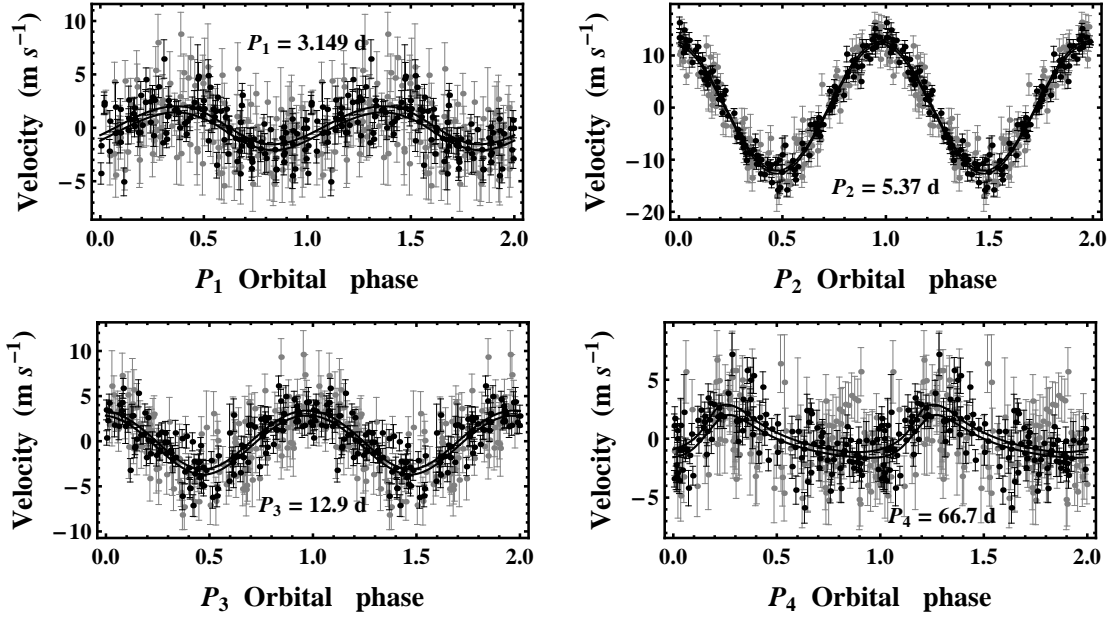 10
5
0
−5
Velocity (m s⁻¹)
P₁ = 3.149 d
0.0 0.5 1.0 1.5 2.0
P₁ Orbital phase
10
0
−10
−20
Velocity (m s⁻¹)
P₂ = 5.37 d
0.0 0.5 1.0 1.5 2.0
P₂ Orbital phase
10
5
0
−5
−10
Velocity (m s⁻¹)
P₃ = 12.9 d
0.0 0.5 1.0 1.5 2.0
P₃ Orbital phase
5
0
−5
Velocity (m s⁻¹)
P₄ = 66.7 d
0.0 0.5 1.0 1.5 2.0
P₄ Orbital phase